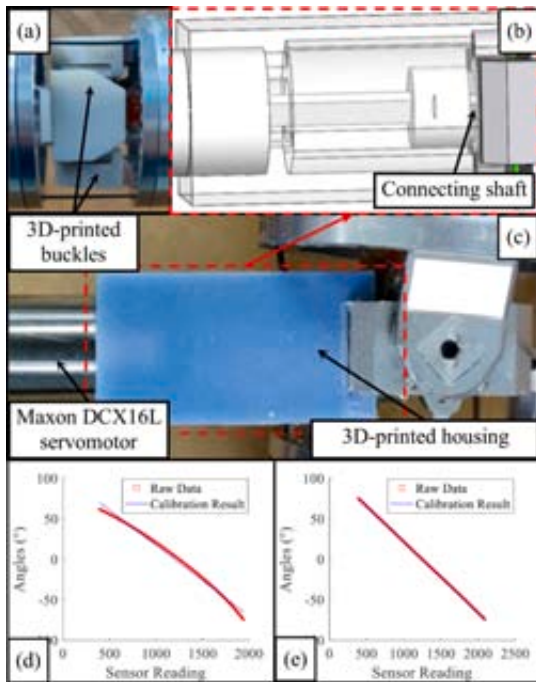 (a)
(b)
3D-printed
buckles
Connecting shaft
(c)
Maxon DCX16L
servomotor
3D-printed housing
100
50
0
-50
Angles (°)
Raw Data
Calibration Result
0 500 1000 1500 2000
Sensor Reading
(d)
100
50
0
-50
Angles (°)
Raw Data
Calibration Result
0 500 1000 1500 2000 2500
Sensor Reading
(e)